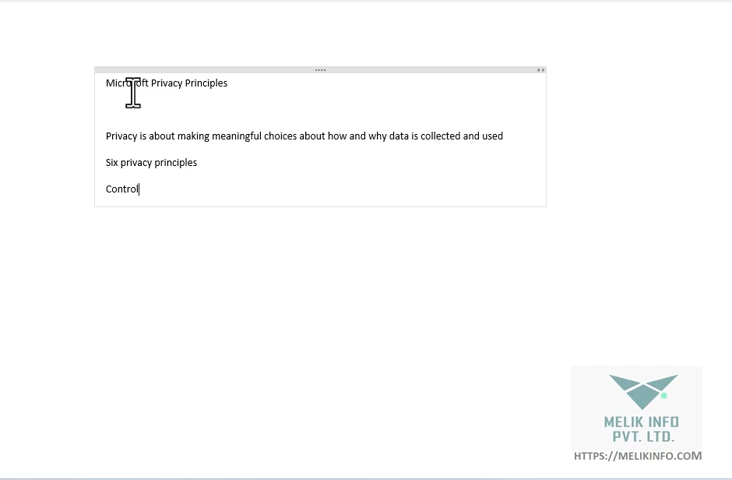 Microsoft Privacy Principles
Privacy is about making meaningful choices about how and why data is collected and used
Six privacy principles
Control
MELIK INFO
PVT. LTD.
HTTPS://MELIKINFO.COM